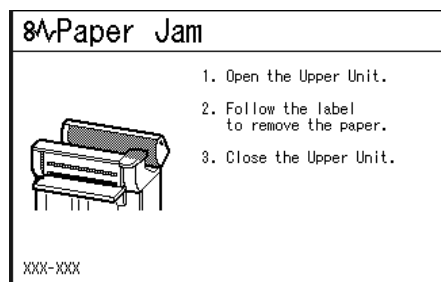 Paper Jam
1. Open the Upper Unit.
2. Follow the label
to remove the paper.
3. Close the Upper Unit.
XXX-XXX